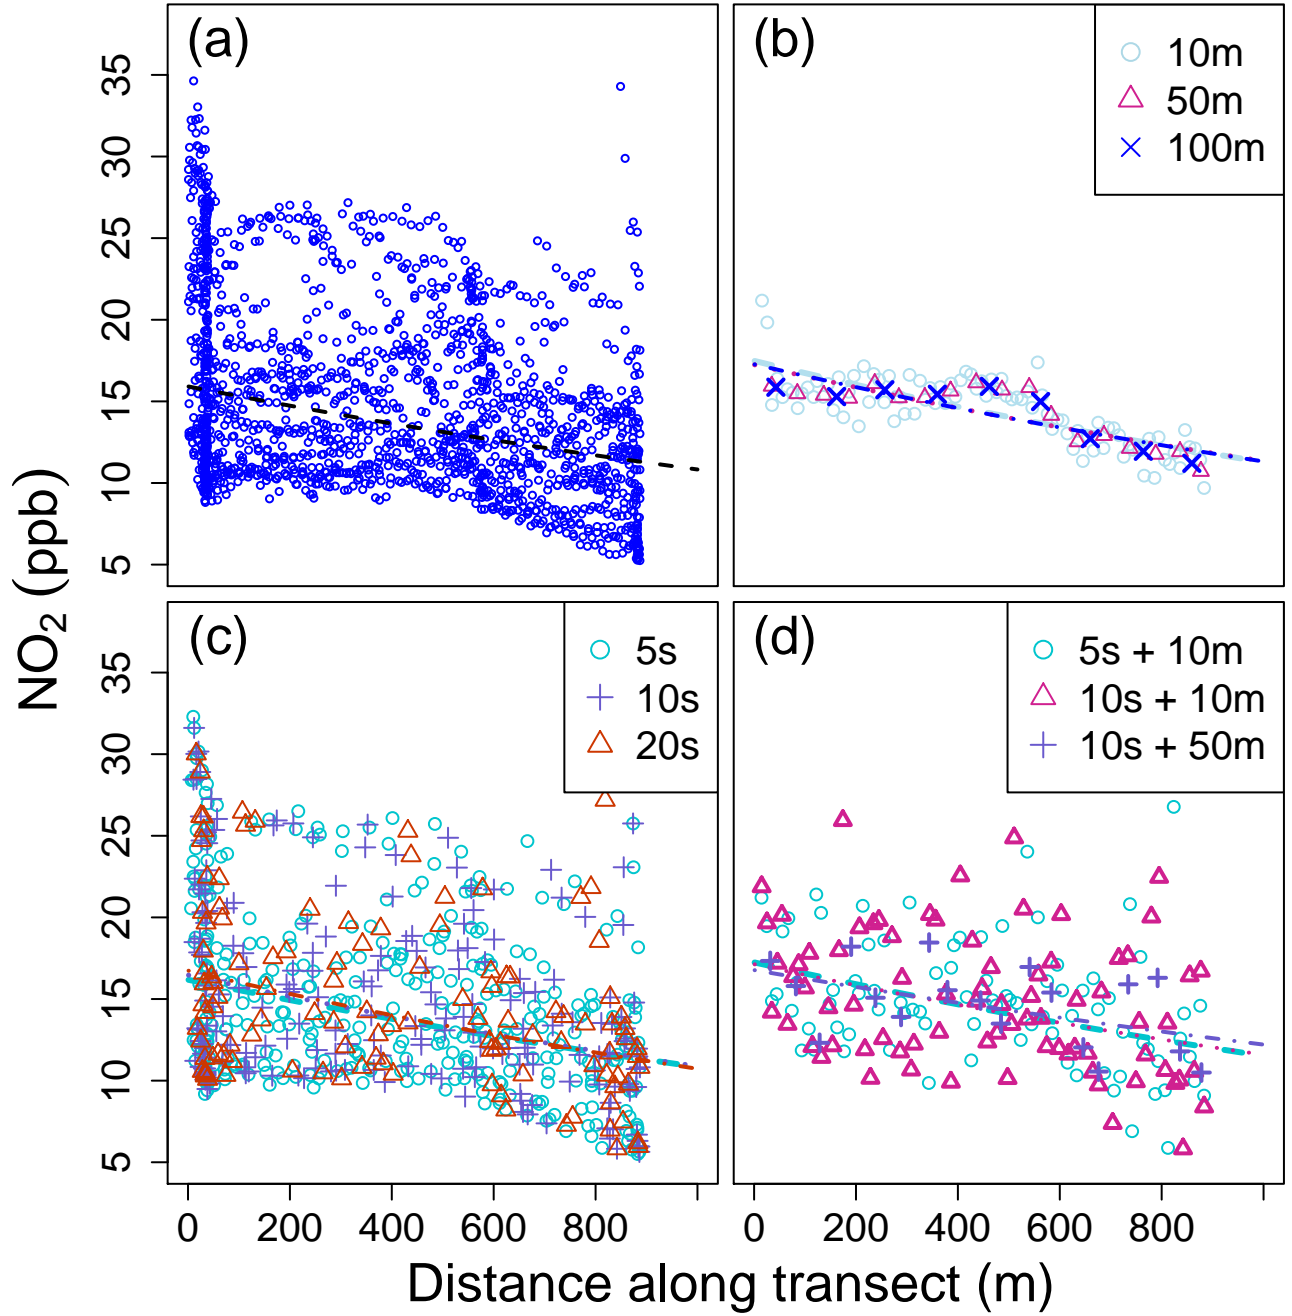 (a)
(b)
10m
50m
100m
35
30
25
20
15
10
5
NO₂ (ppb)
(c)
5s
10s
20s
(d)
5s + 10m
10s + 10m
10s + 50m
35
30
25
20
15
10
5
0 200 400 600 800
0 200 400 600 800
Distance along transect (m)